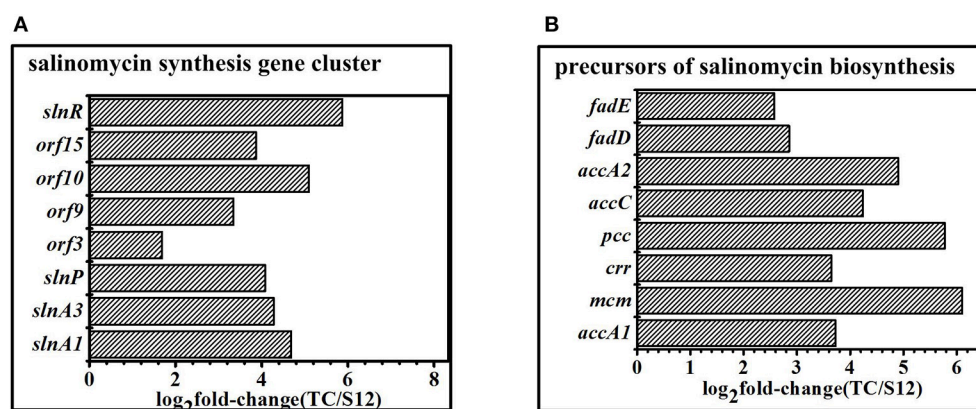 A
salinomycin synthesis gene cluster
slnR
orf15
orf10
orf9
orf3
slnP
slnA3
slnA1
0 2 4 6 8
log2fold-change(TC/S12)
B
precursors of salinomycin biosynthesis
fadE
fadD
accA2
accC
pcc
crr
mcm
accA1
0 1 2 3 4 5 6
log2fold-change(TC/S12)